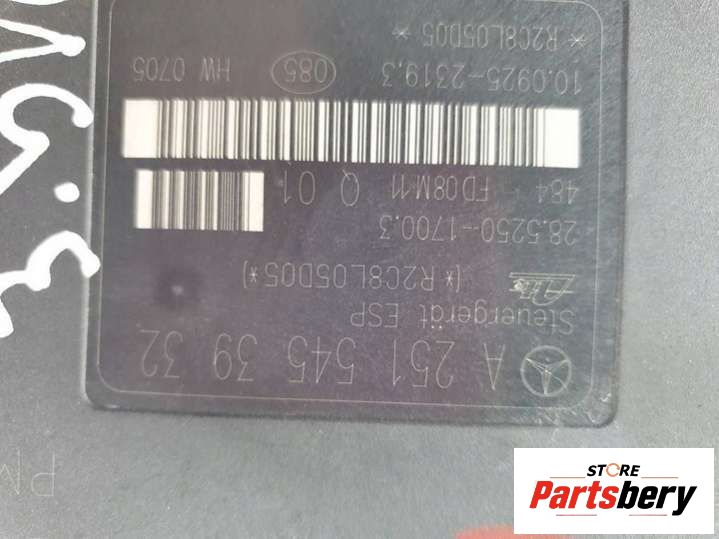 A 251 545 39 32
Steuergerät ESP
(*R2C8L05D05*)
Ate
28.5250-1700.3
484 FD08M11 Q 01
10.0925-2319.3 085 HW 0705
*R2C8L05D05*
PM
STORE
Partsbery